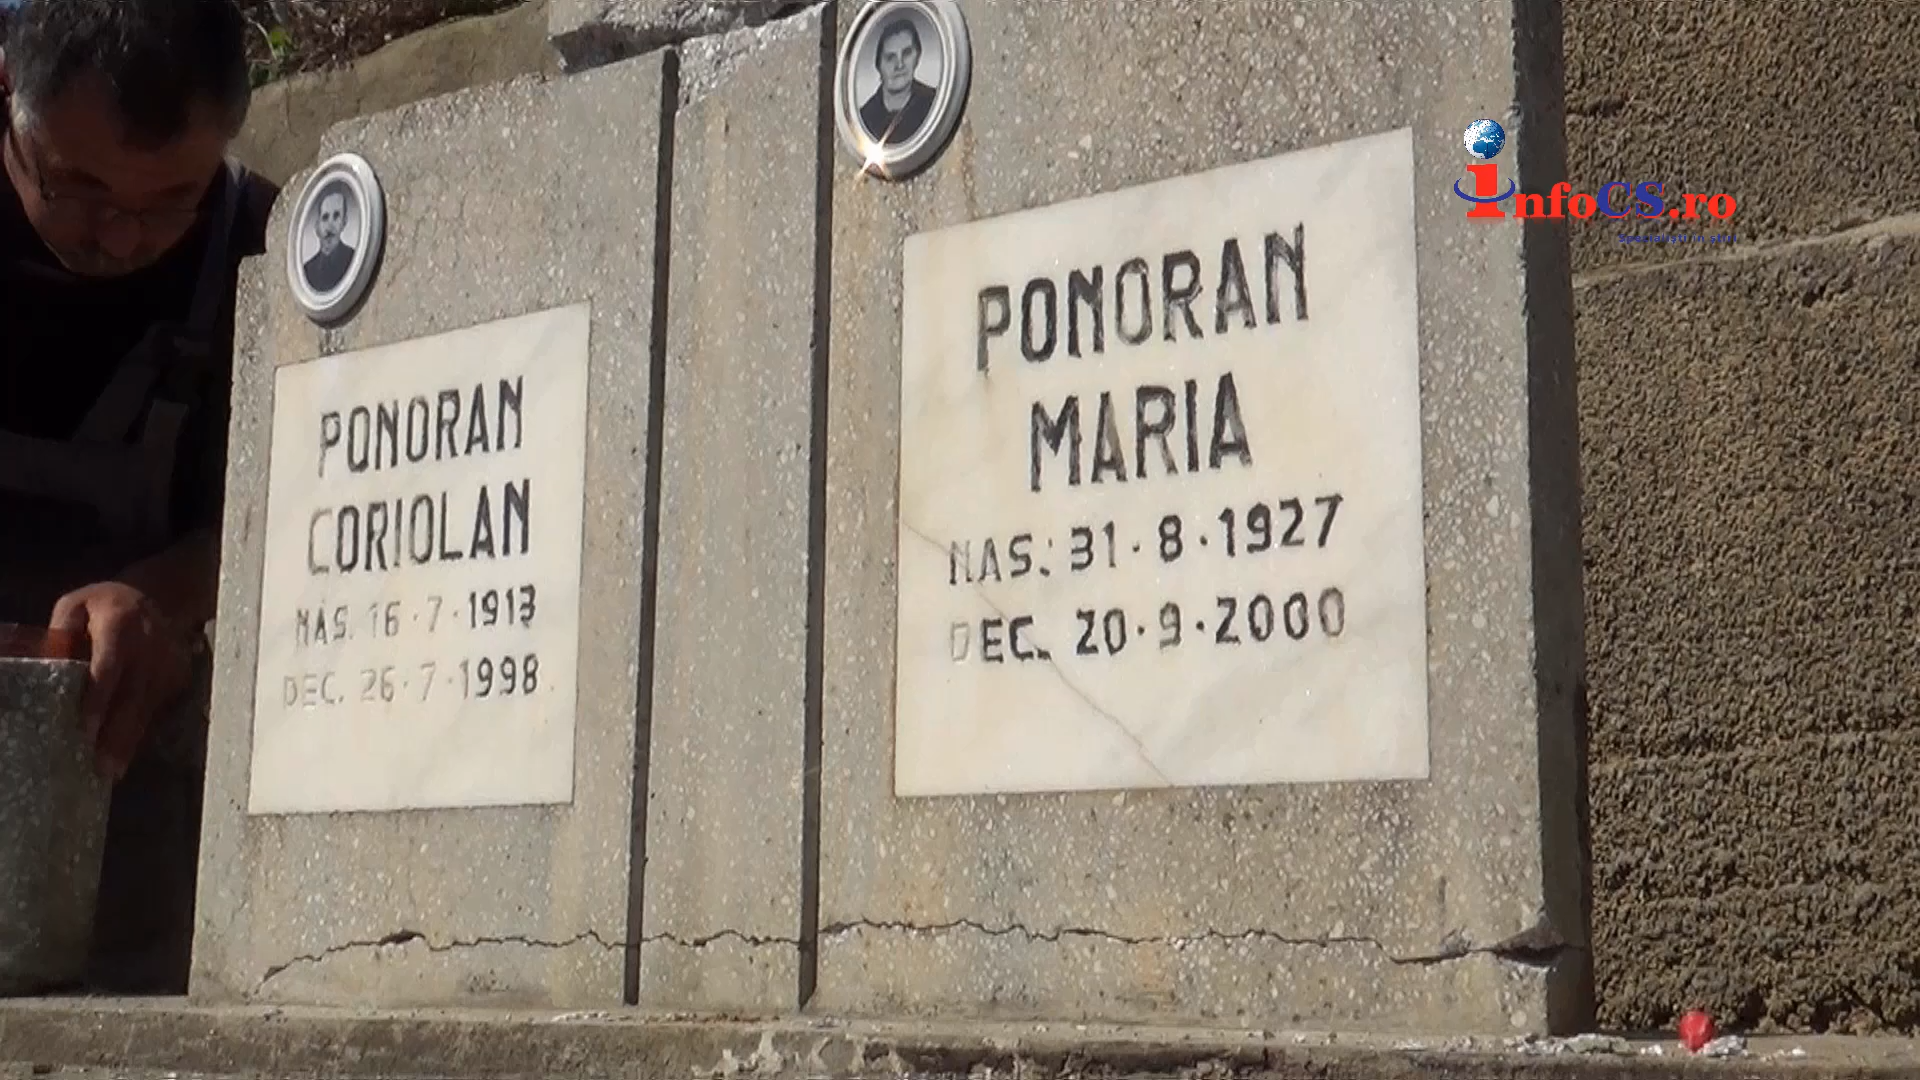 PONORAN
CORIOLAN
NAS. 16·7·1913
DEC. 26·7·1998
PONORAN
MARIA
NAS: 31·8·1927
DEC. 20·9·2000
infoCS.ro